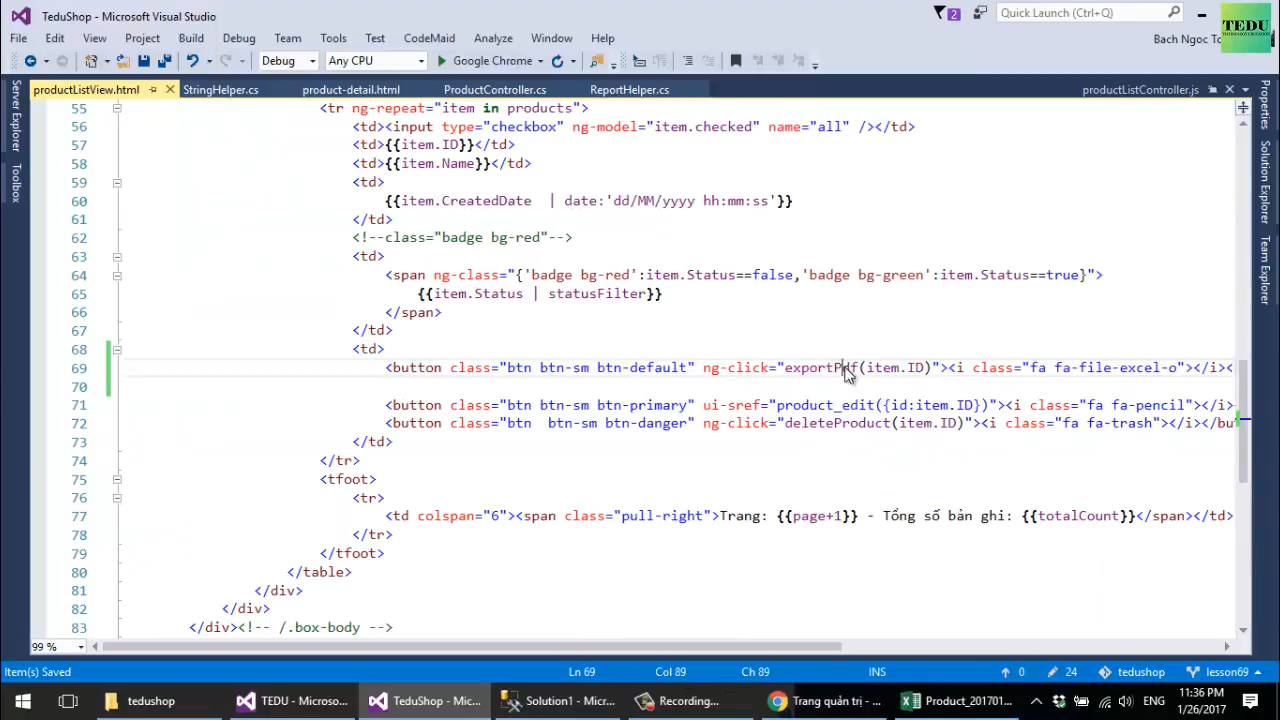 TeduShop - Microsoft Visual Studio
2
Quick Launch (Ctrl+Q)
TEDU
File Edit View Project Build Debug Team Tools Test CodeMaid Analyze Window Help
Bach Ngoc To
Debug Any CPU Google Chrome
productListView.html StringHelper.cs product-detail.html ProductController.cs ReportHelper.cs productListController.js
Server Explorer
Toolbox
Properties
Solution Explorer
Team Explorer
55 <tr ng-repeat="item in products">
56 <td><input type="checkbox" ng-model="item.checked" name="all" /></td>
57 <td>{{item.ID}}</td>
58 <td>{{item.Name}}</td>
59 <td>
60 {{item.CreatedDate | date:'dd/MM/yyyy hh:mm:ss'}}
61 </td>
62 <!--class="badge bg-red"-->
63 <td>
64 <span ng-class="{'badge bg-red':item.Status==false,'badge bg-green':item.Status==true}">
65 {{item.Status | statusFilter}}
66 </span>
67 </td>
68 <td>
69 <button class="btn btn-sm btn-default" ng-click="exportPdf(item.ID)"><i class="fa fa-file-excel-o"></i><
70
71 <button class="btn btn-sm btn-primary" ui-sref="product_edit({id:item.ID})"><i class="fa fa-pencil"></i>
72 <button class="btn  btn-sm btn-danger" ng-click="deleteProduct(item.ID)"><i class="fa fa-trash"></i></bu
73 </td>
74 </tr>
75 <tfoot>
76 <tr>
77 <td colspan="6"><span class="pull-right">Trang: {{page+1}} - Tổng số bản ghi: {{totalCount}}</span></td>
78 </tr>
79 </tfoot>
80 </table>
81 </div>
82 </div>
83 </div><!-- /.box-body -->
99 %
Item(s) Saved Ln 69 Col 89 Ch 89 INS 0 24 tedushop lesson69
tedushop TEDU - Microso... TeduShop - Mic... Solution1 - Micr... Recording... Trang quản trị - ... Product_201701... ENG 11:36 PM
1/26/2017